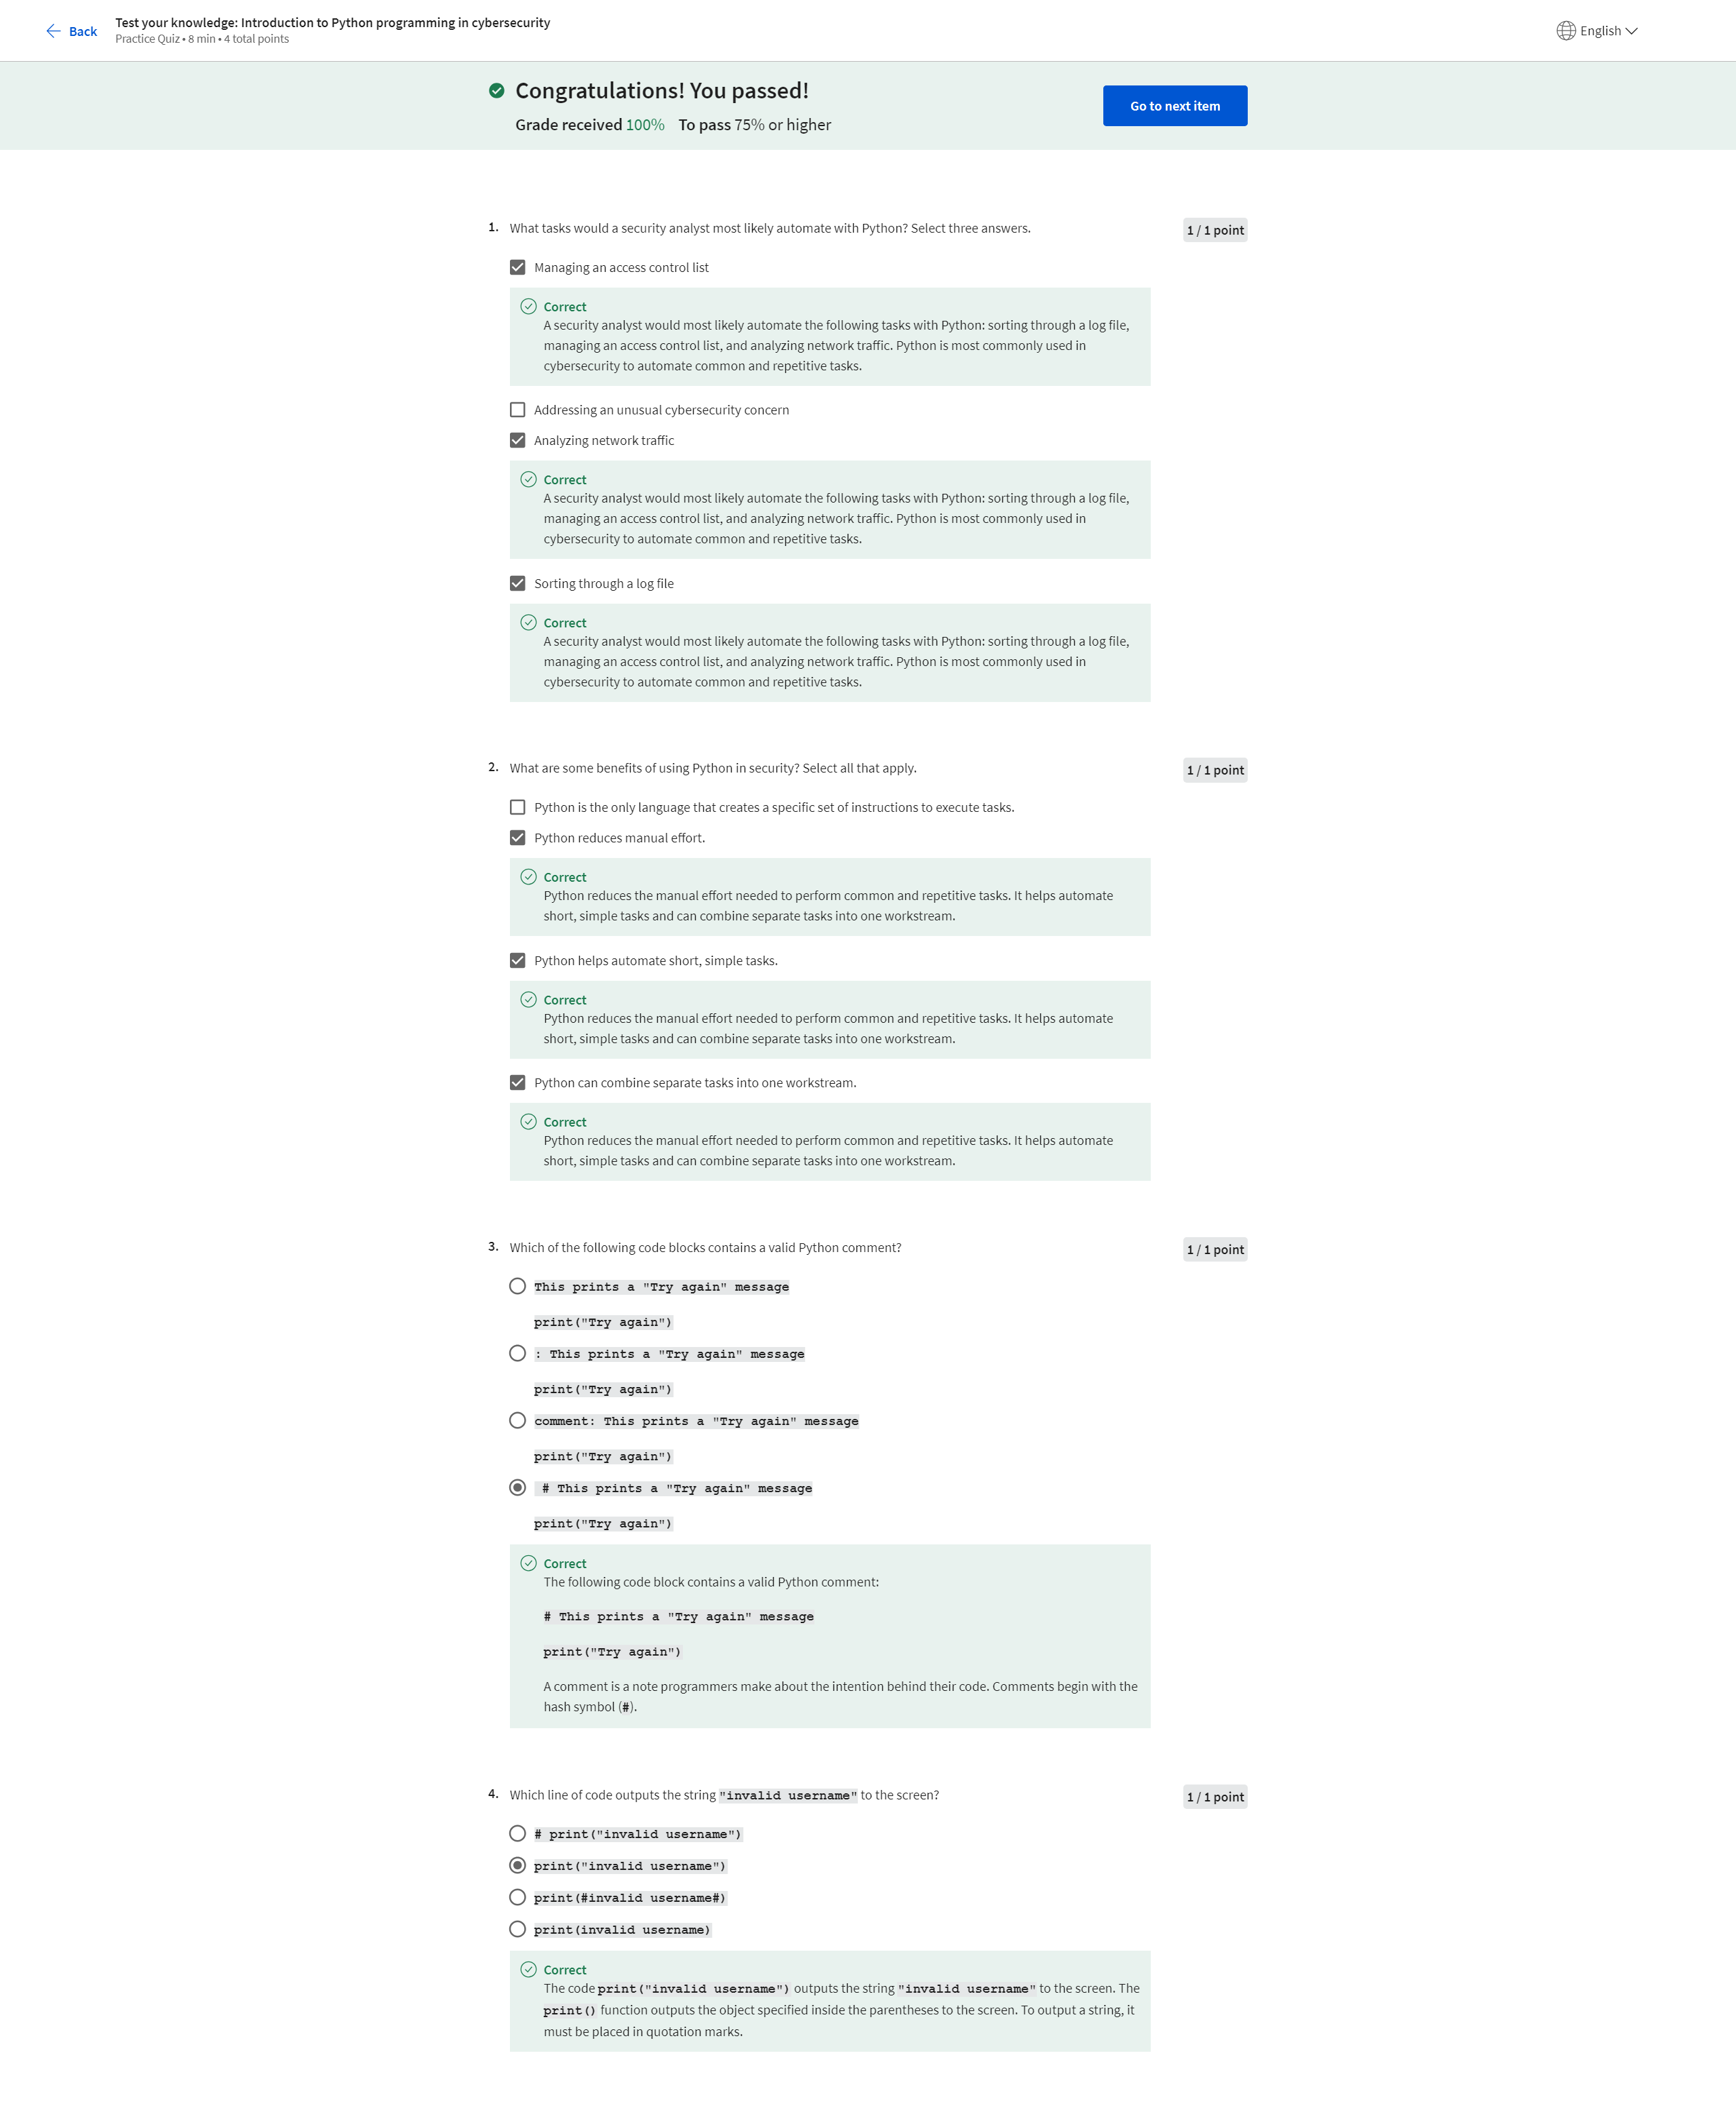 Back
Test your knowledge: Introduction to Python programming in cybersecurity
Practice Quiz • 8 min • 4 total points
English
Congratulations! You passed!
Grade received 100% To pass 75% or higher
Go to next item
1. What tasks would a security analyst most likely automate with Python? Select three answers.
1 / 1 point
Managing an access control list
Correct
A security analyst would most likely automate the following tasks with Python: sorting through a log file,
managing an access control list, and analyzing network traffic. Python is most commonly used in
cybersecurity to automate common and repetitive tasks.
Addressing an unusual cybersecurity concern
Analyzing network traffic
Correct
A security analyst would most likely automate the following tasks with Python: sorting through a log file,
managing an access control list, and analyzing network traffic. Python is most commonly used in
cybersecurity to automate common and repetitive tasks.
Sorting through a log file
Correct
A security analyst would most likely automate the following tasks with Python: sorting through a log file,
managing an access control list, and analyzing network traffic. Python is most commonly used in
cybersecurity to automate common and repetitive tasks.
2. What are some benefits of using Python in security? Select all that apply.
1 / 1 point
Python is the only language that creates a specific set of instructions to execute tasks.
Python reduces manual effort.
Correct
Python reduces the manual effort needed to perform common and repetitive tasks. It helps automate
short, simple tasks and can combine separate tasks into one workstream.
Python helps automate short, simple tasks.
Correct
Python reduces the manual effort needed to perform common and repetitive tasks. It helps automate
short, simple tasks and can combine separate tasks into one workstream.
Python can combine separate tasks into one workstream.
Correct
Python reduces the manual effort needed to perform common and repetitive tasks. It helps automate
short, simple tasks and can combine separate tasks into one workstream.
3. Which of the following code blocks contains a valid Python comment?
1 / 1 point
This prints a "Try again" message
print("Try again")
: This prints a "Try again" message
print("Try again")
comment: This prints a "Try again" message
print("Try again")
# This prints a "Try again" message
print("Try again")
Correct
The following code block contains a valid Python comment:
# This prints a "Try again" message
print("Try again")
A comment is a note programmers make about the intention behind their code. Comments begin with the
hash symbol (#).
4. Which line of code outputs the string "invalid username" to the screen?
1 / 1 point
# print("invalid username")
print("invalid username")
print(#invalid username#)
print(invalid username)
Correct
The code print("invalid username") outputs the string "invalid username" to the screen. The
print() function outputs the object specified inside the parentheses to the screen. To output a string, it
must be placed in quotation marks.